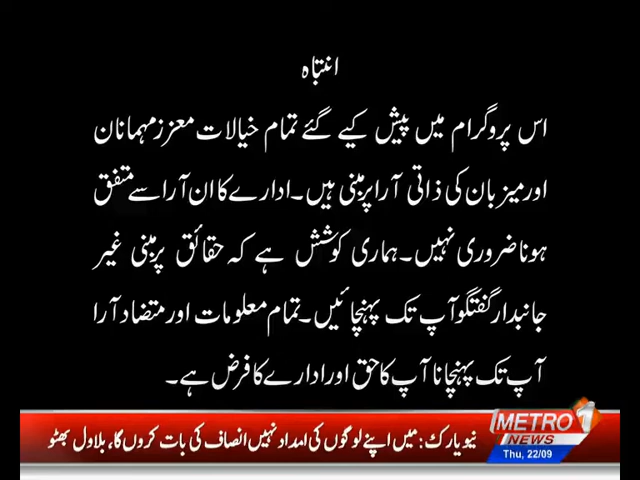 انتباہ
اس پروگرام میں پیش کیے گئے تمام خیالات معزز مہمانان
اور میزبان کی ذاتی آرا پر مبنی ہیں۔ ادارے کا ان آرا سے متفق
ہونا ضروری نہیں۔ ہماری کوشش ہے کہ حقائق پر مبنی غیر
جانبدار گفتگو آپ تک پہنچائیں۔ تمام معلومات اور متضاد آرا
آپ تک پہنچانا آپ کا حق اور ادارے کا فرض ہے۔
نیویارک: میں اپنے لوگوں کی امداد نہیں انصاف کی بات کروں گا، بلاول بھٹو
METRO 1
NEWS
Thu, 22/09